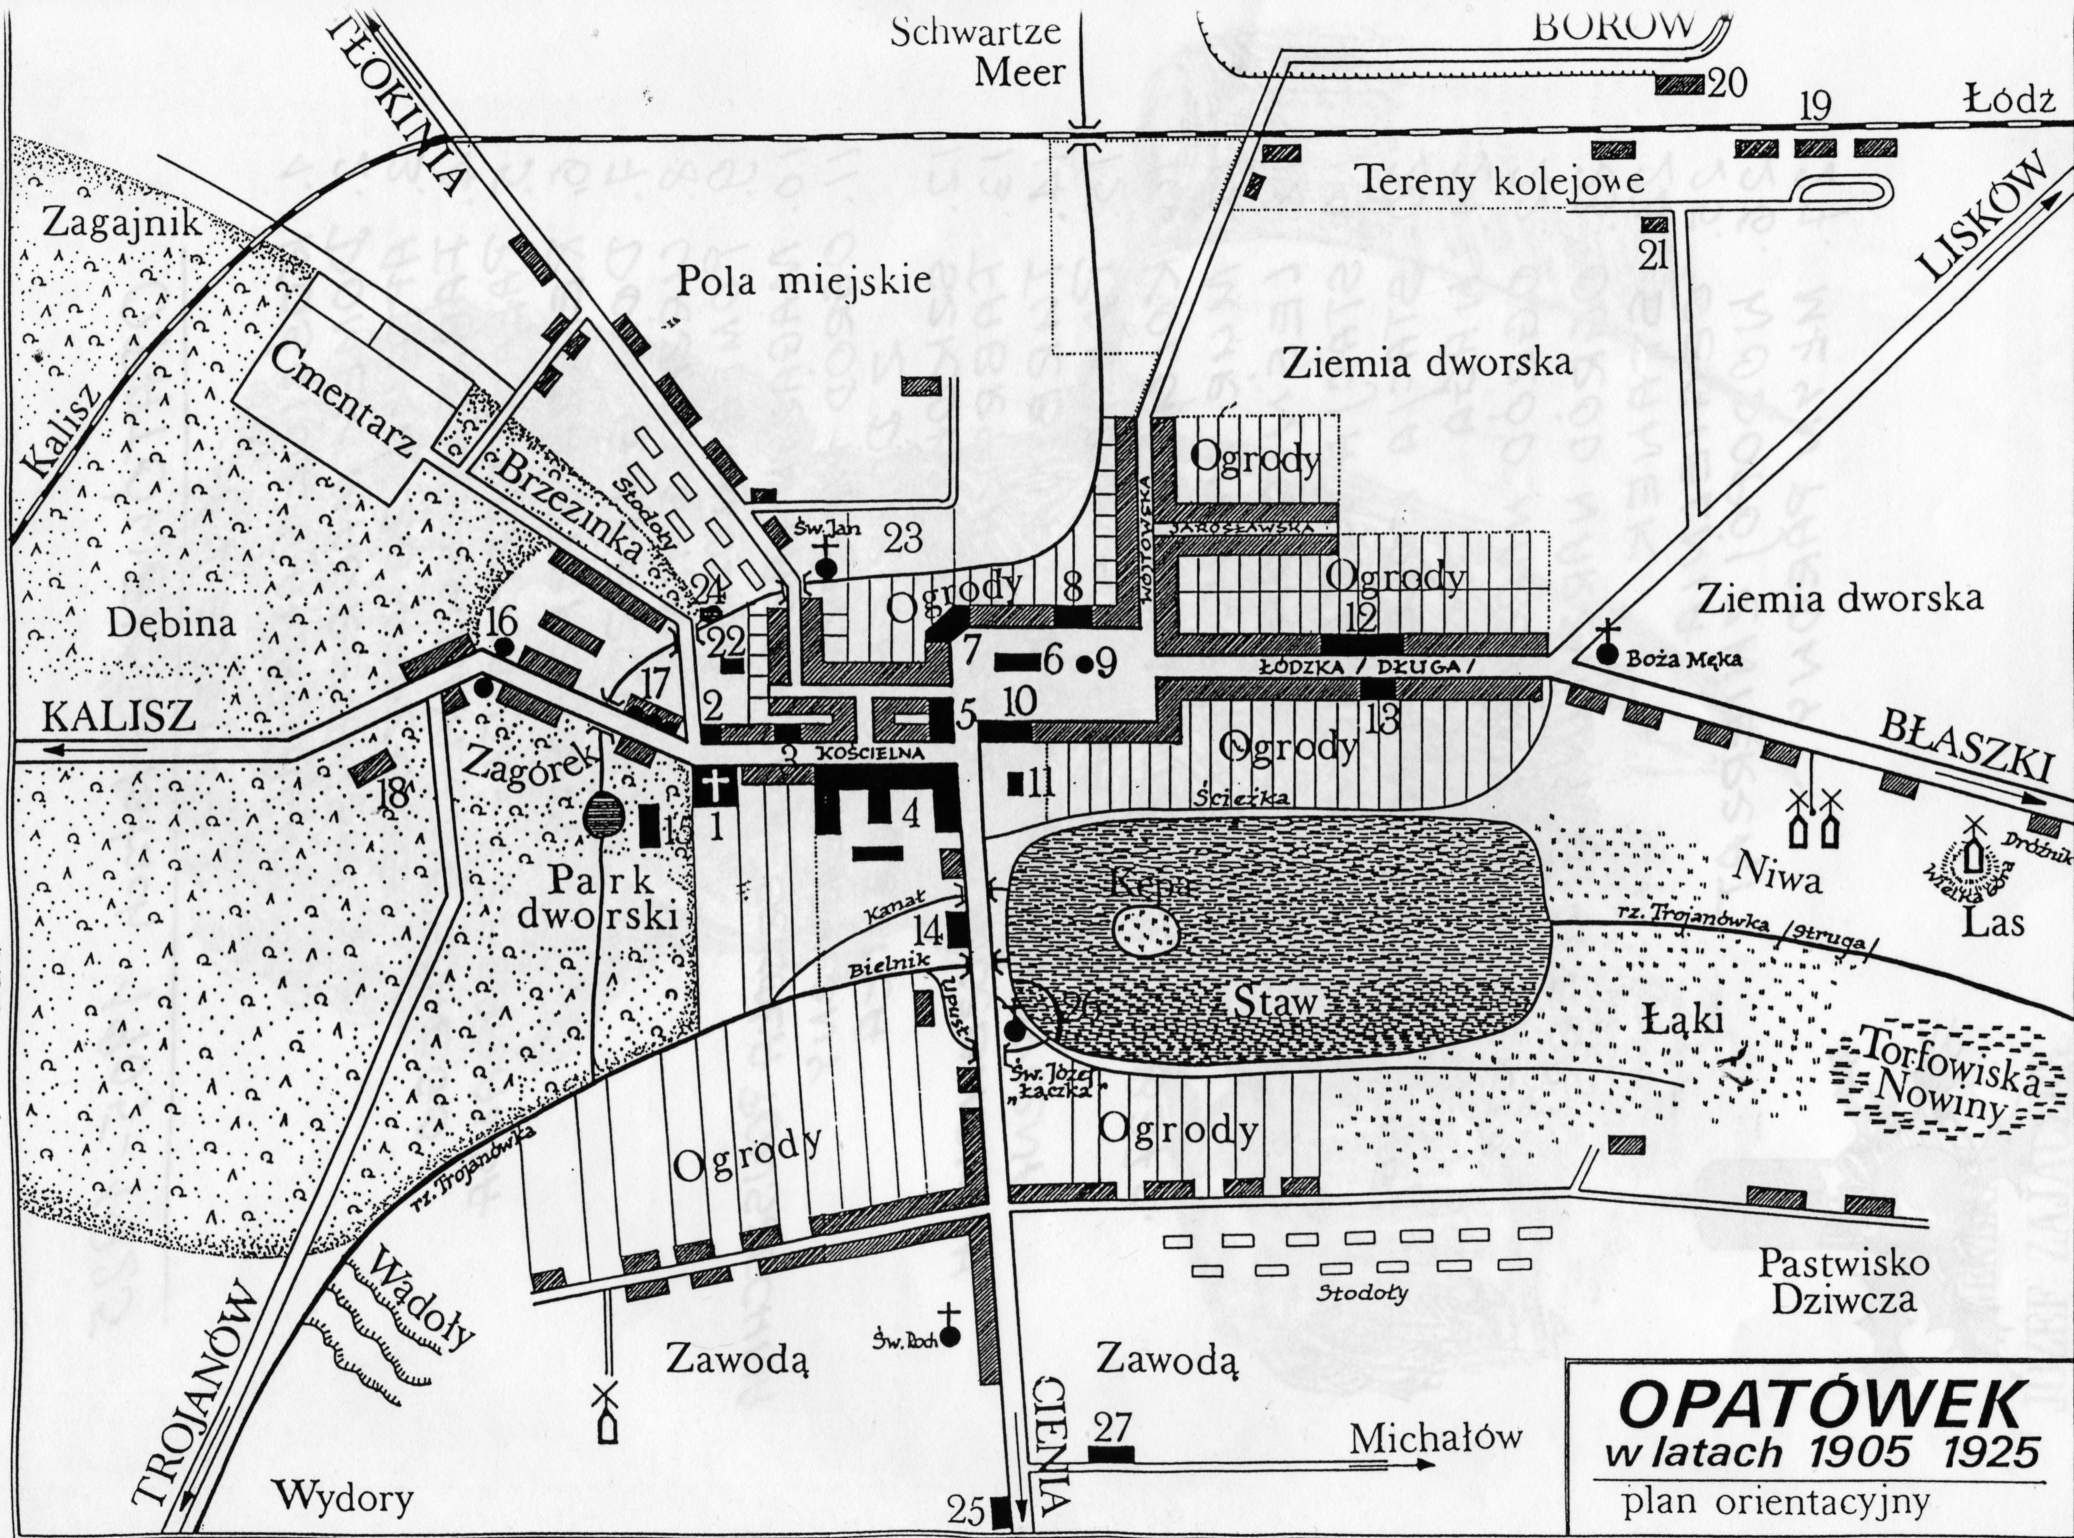 Schwartze
Meer
BORÓW
TŁOKINIA
20
19
Łódź
Zagajnik
Tereny kolejowe
LISKÓW
21
Pola miejskie
Kalisz
Cmentarz
Ziemia dworska
Brzezinka
Stodoły
Ogrody
WÓJTOWSKA
JAROSŁAWSKA
Św. Jan
23
24
Ogrody
8
Ogrody
12
Ziemia dworska
Dębina
16
22
7
6
9
ŁÓDZKA / DŁUGA /
Boża Męka
17
2
5
10
13
KALISZ
3
KOŚCIELNA
Zagórek
Ogrody
BŁASZKI
18
15
1
4
11
Ścieżka
Park
dworski
Kanał
14
Kępa
Niwa
Wielka Góra
Dróżnik
Las
rz. Trojanówka /struga/
Bielnik
Upust
26
Staw
Łąki
Torfowiska
Nowiny
Św. Józef
"Łączka"
rz. Trojanówka
Ogrody
Ogrody
Wądoły
Stodoły
Pastwisko
Dziwcza
Św. Roch
Zawodą
Zawodą
TROJANÓW
CIENIA
27
Michałów
Wydory
25
OPATÓWEK
w latach 1905 1925
plan orientacyjny